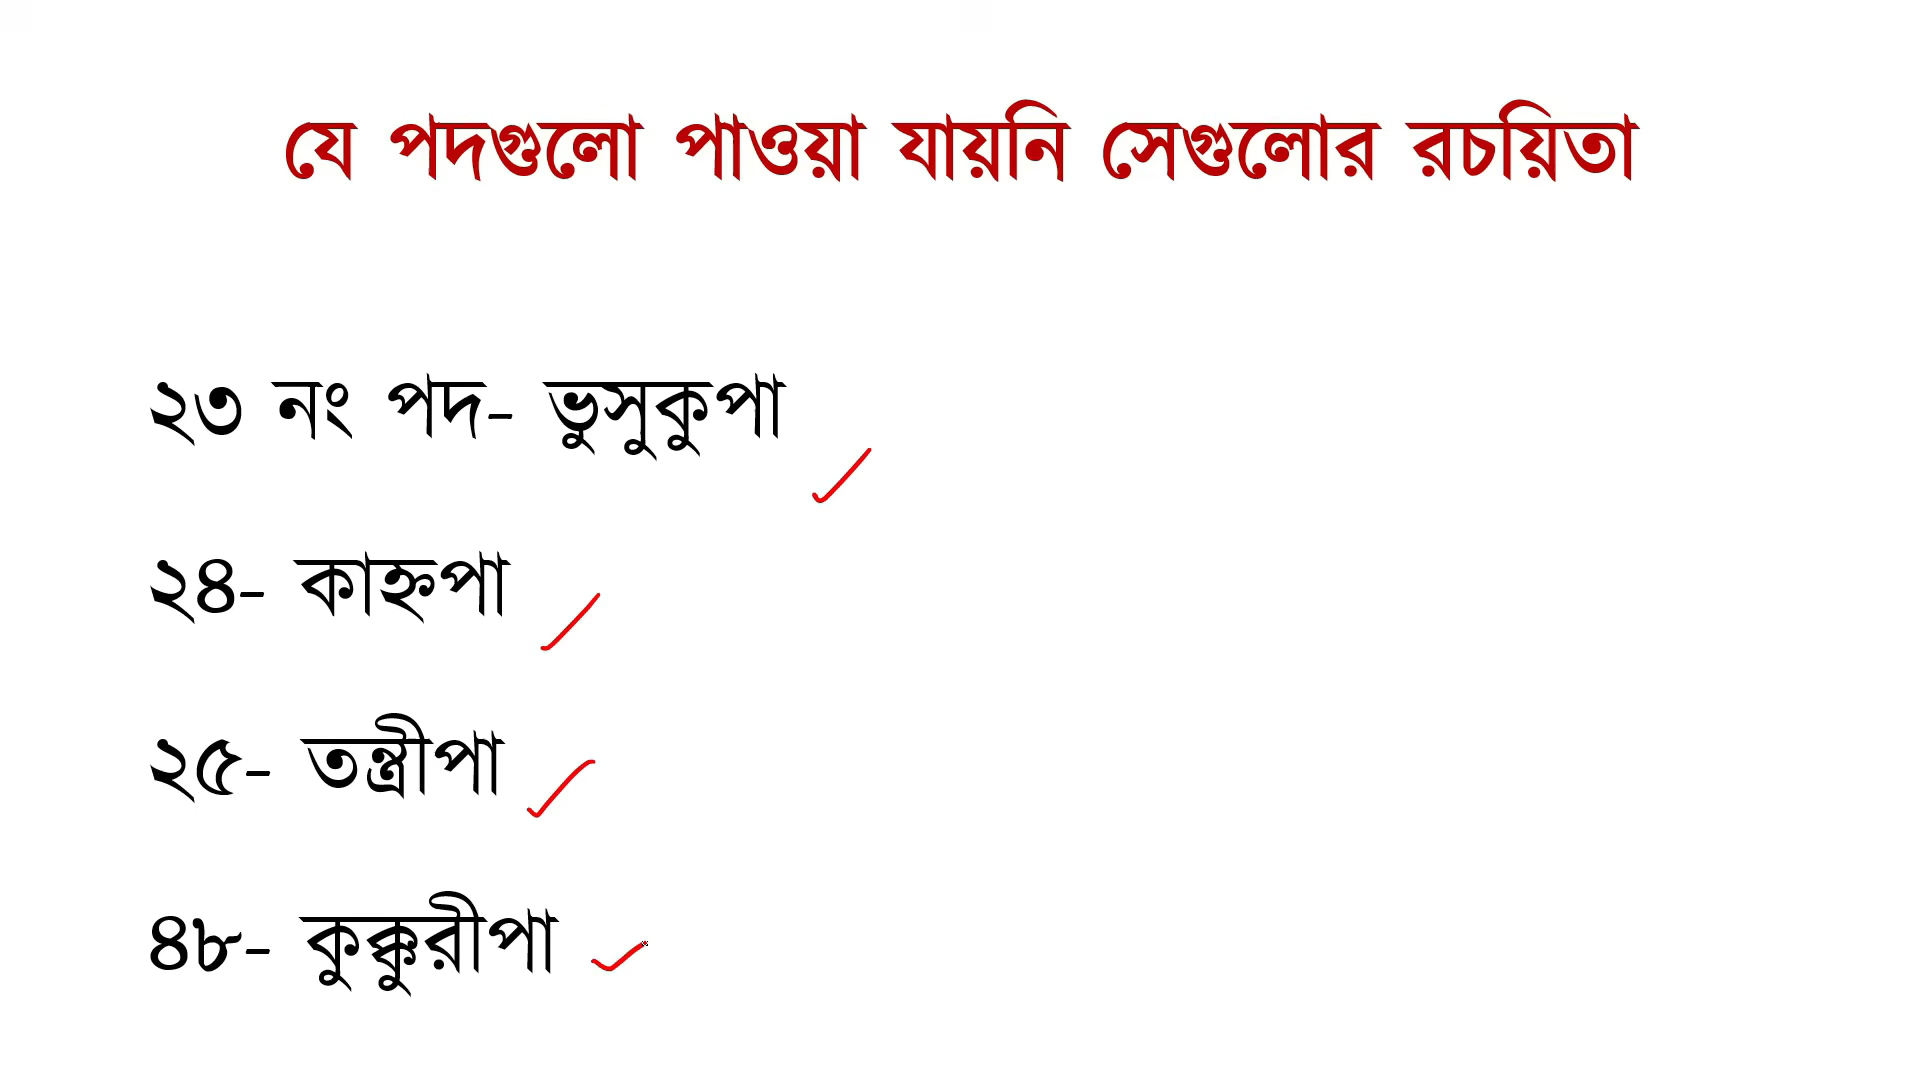 যে পদগুলো পাওয়া যায়নি সেগুলোর রচয়িতা
২৩ নং পদ- ভুসুকুপা
২৪- কাহ্নপা
২৫- তন্ত্রীপা
৪৮- কুক্কুরীপা